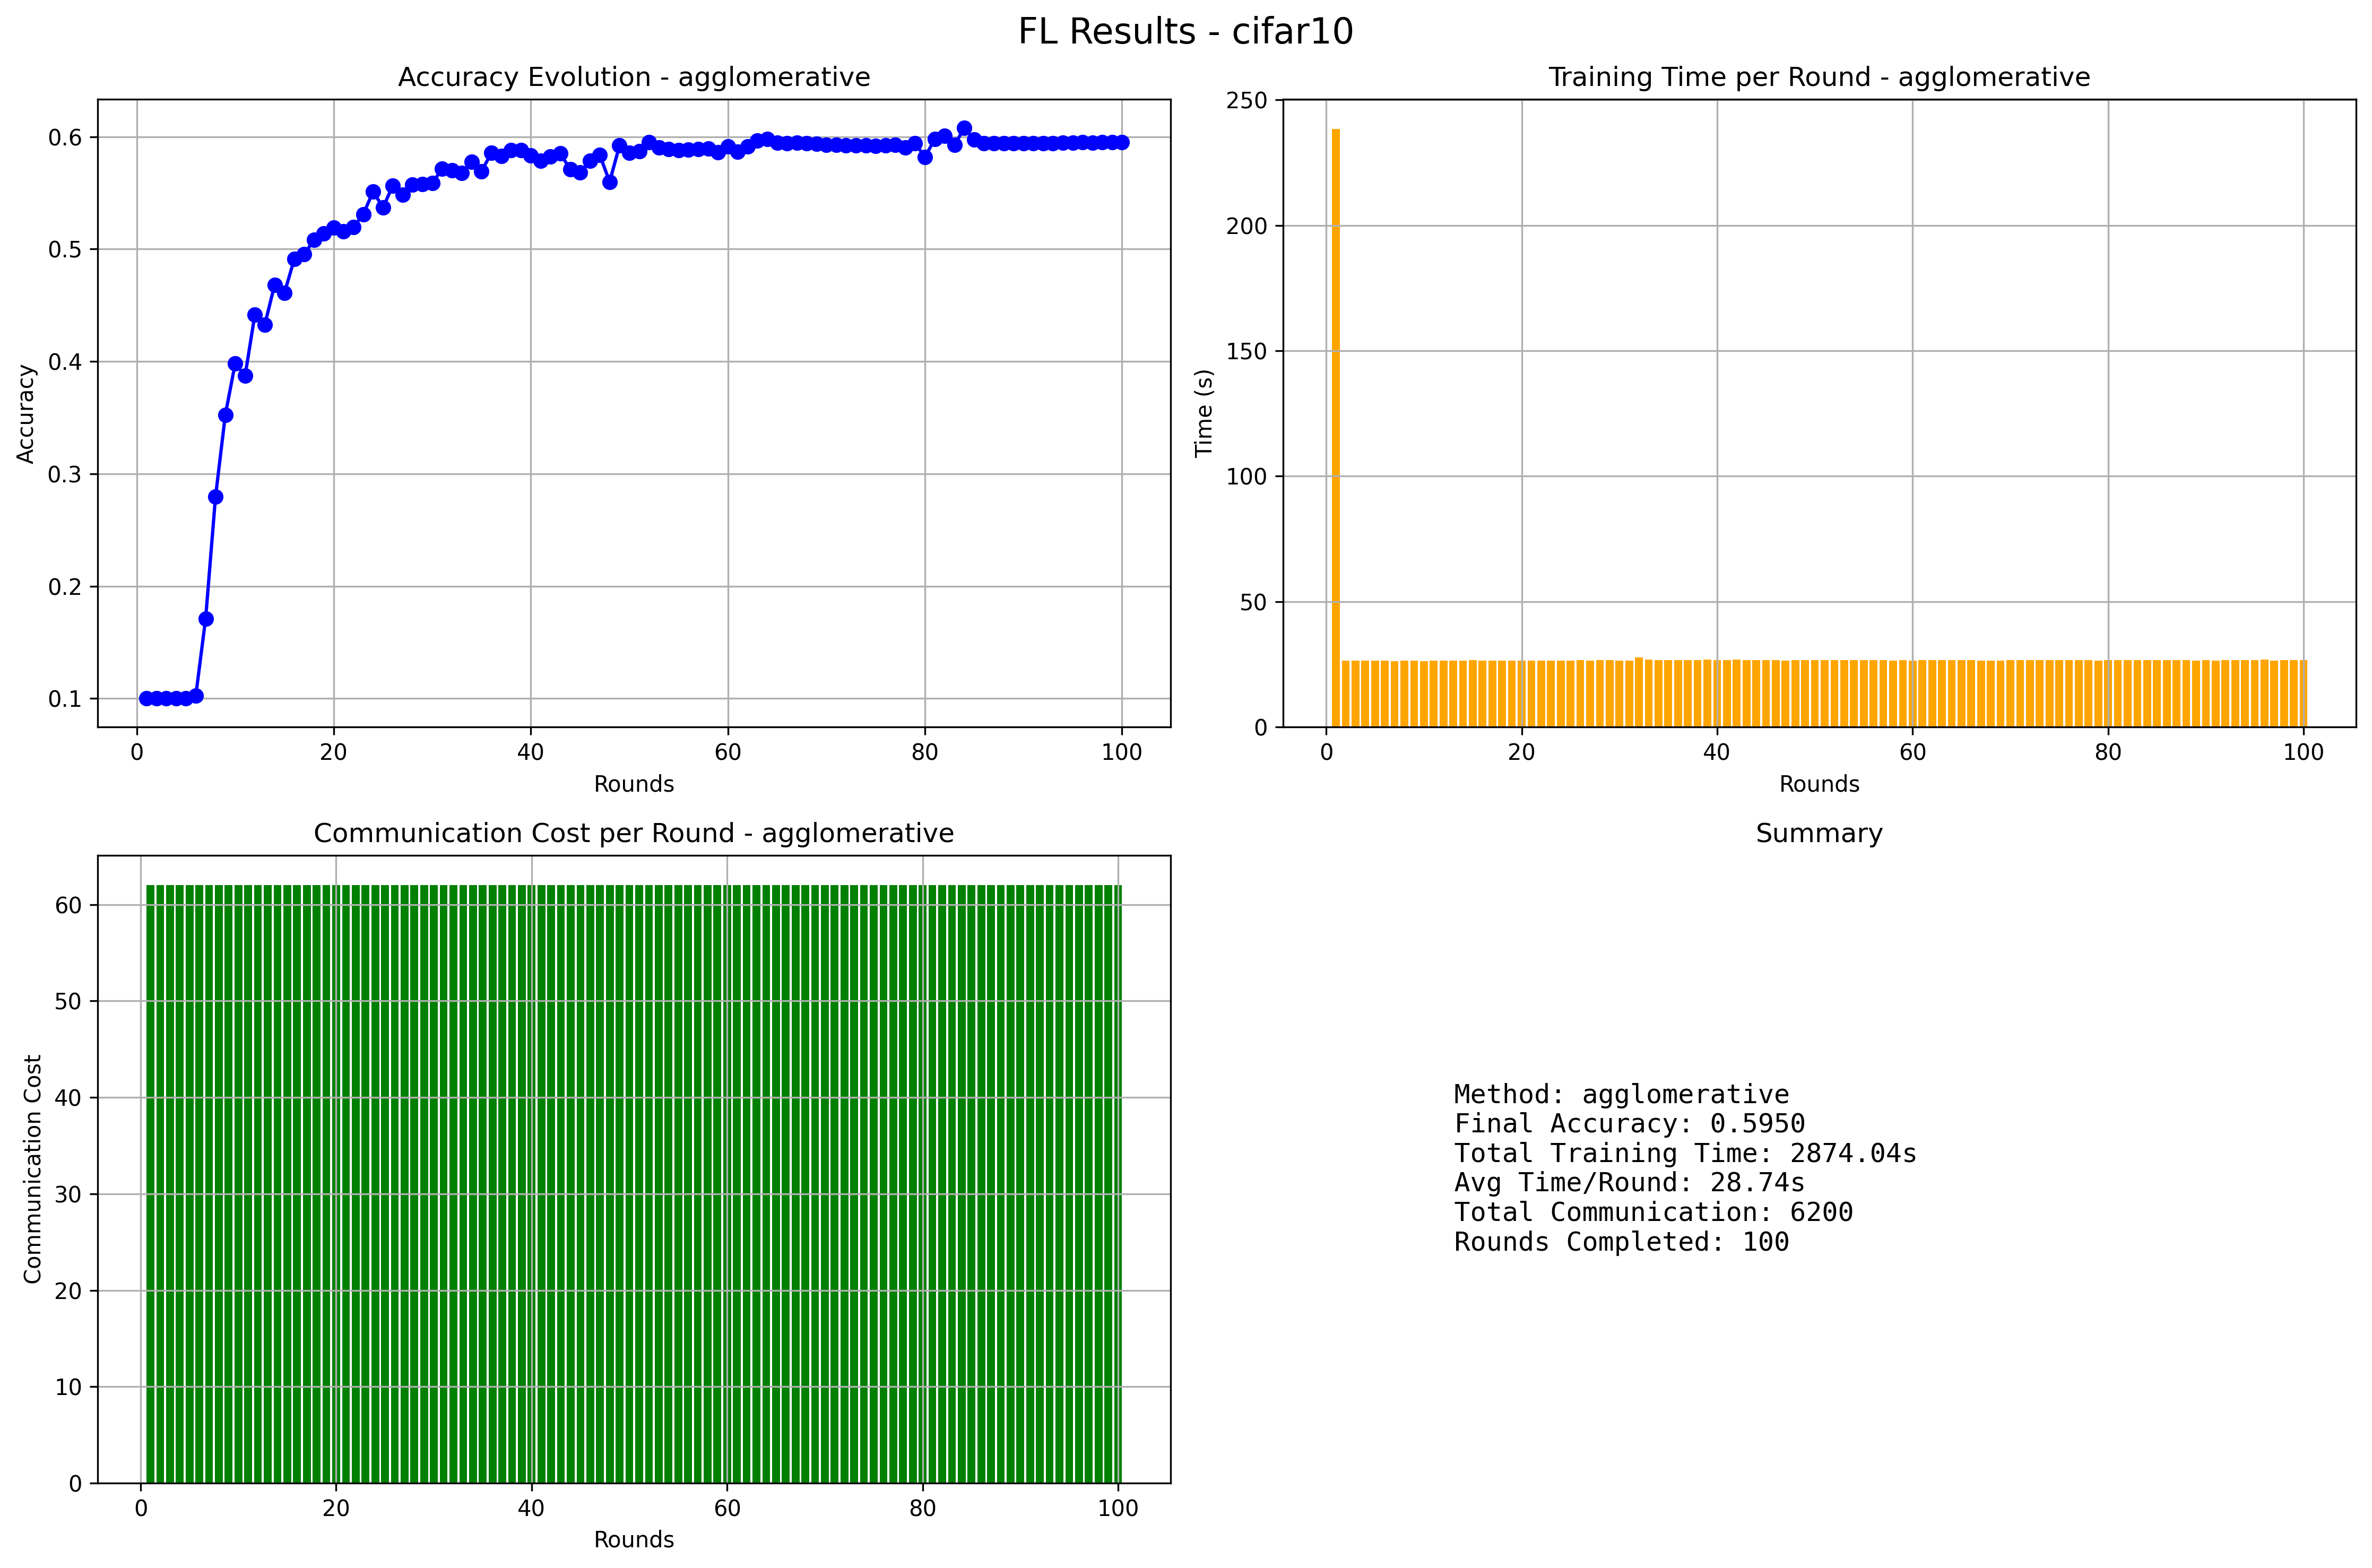 FL Results - cifar10
Accuracy Evolution - agglomerative
Accuracy
0.6
0.5
0.4
0.3
0.2
0.1
0 20 40 60 80 100
Rounds
Training Time per Round - agglomerative
Time (s)
250
200
150
100
50
0
0 20 40 60 80 100
Rounds
Communication Cost per Round - agglomerative
Communication Cost
60
50
40
30
20
10
0
0 20 40 60 80 100
Rounds
Summary
Method: agglomerative
Final Accuracy: 0.5950
Total Training Time: 2874.04s
Avg Time/Round: 28.74s
Total Communication: 6200
Rounds Completed: 100